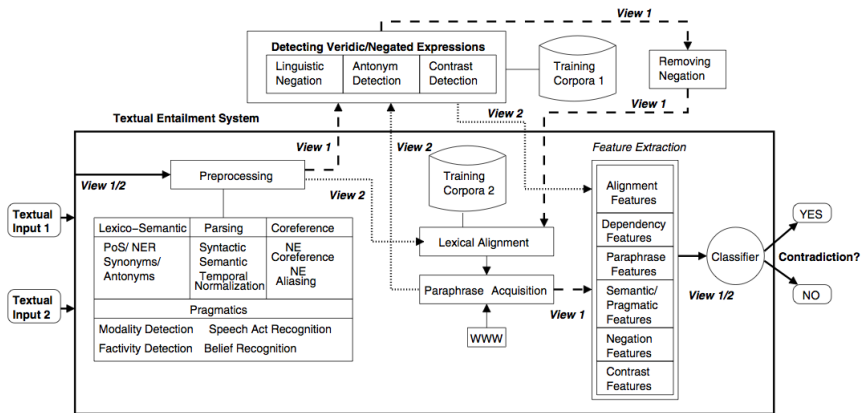 View 1
Detecting Veridic/Negated Expressions
Linguistic
Negation
Antonym
Detection
Contrast
Detection
Training
Corpora 1
Removing
Negation
View 1
View 2
Textual Entailment System
View 1
View 2
Feature Extraction
View 1/2
Preprocessing
View 2
Training
Corpora 2
Alignment
Features
Textual
Input 1
Lexico-Semantic
Parsing
Coreference
PoS/ NER
Synonyms/
Antonyms
Syntactic
Semantic
Temporal
Normalization
NE
Coreference
NE
Aliasing
Lexical Alignment
Dependency
Features
Paraphrase
Features
Classifier
YES
Contradiction?
NO
Textual
Input 2
Paraphrase Acquisition
View 1
Semantic/
Pragmatic
Features
View 1/2
Pragmatics
Modality Detection Speech Act Recognition
Factivity Detection Belief Recognition
WWW
Negation
Features
Contrast
Features